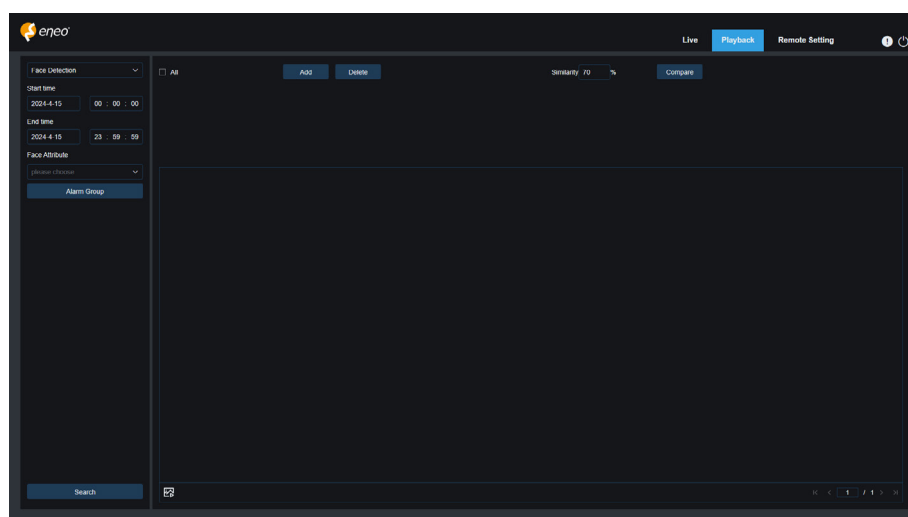 eneo
Live Playback Remote Setting
Face Detection
All Add Delete Similarity 70 % Compare
Start time
2024-4-15 00 : 00 : 00
End time
2024-4-15 23 : 59 : 59
Face Attribute
please choose
Alarm Group
Search
1 / 1